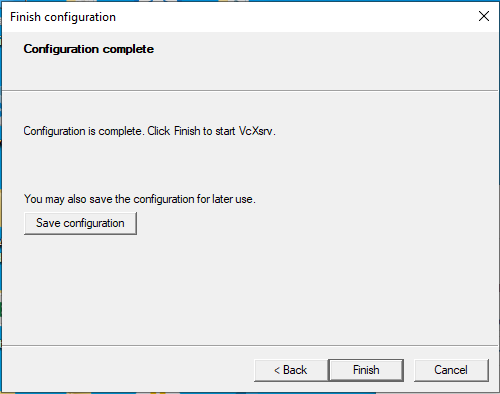 Finish configuration
Configuration complete
Configuration is complete. Click Finish to start VcXsrv.
You may also save the configuration for later use.
Save configuration
< Back Finish Cancel